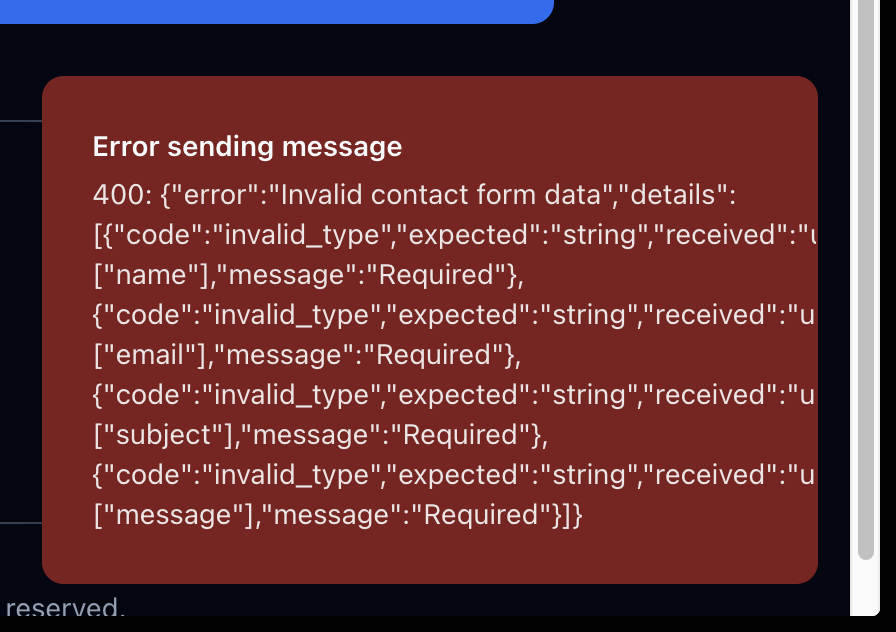 Error sending message
400: {"error":"Invalid contact form data","details":
[{"code":"invalid_type","expected":"string","received":"u
["name"],"message":"Required"},
{"code":"invalid_type","expected":"string","received":"u
["email"],"message":"Required"},
{"code":"invalid_type","expected":"string","received":"u
["subject"],"message":"Required"},
{"code":"invalid_type","expected":"string","received":"u
["message"],"message":"Required"}]}
reserved.